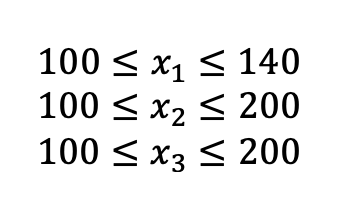 100 ≤ x₁ ≤ 140
100 ≤ x₂ ≤ 200
100 ≤ x₃ ≤ 200